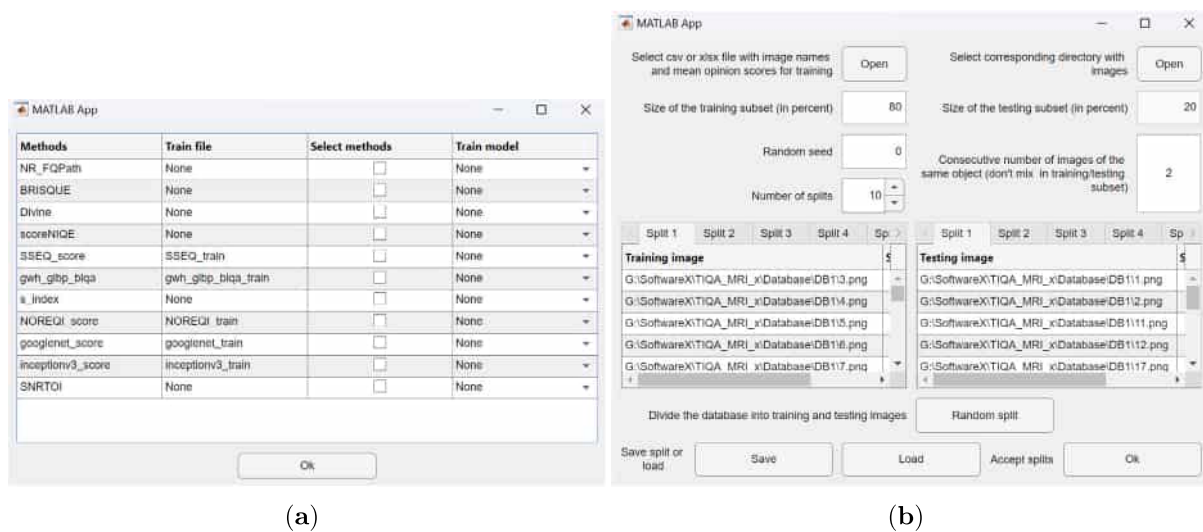 MATLAB App
Methods Train file Select methods Train model
NR_FQPath None None
BRISQUE None None
Divine None None
scoreNIQE None None
SSEQ_score SSEQ_train None
gwh_glbp_blqa gwh_glbp_blqa_train None
s_index None None
NOREQI_score NOREQI_train None
googlenet_score googlenet_train None
inceptionv3_score inceptionv3_train None
SNRTOI None None
Ok
(a)
MATLAB App
Select csv or xlsx file with image names
and mean opinion scores for training
Open
Select corresponding directory with
images
Open
Size of the training subset (in percent) 80
Size of the testing subset (in percent) 20
Random seed 0
Number of splits 10
Consecutive number of images of the
same object (don't mix in training/testing
subset)
2
Split 1 Split 2 Split 3 Split 4 Sp
Training image S
G:\SoftwareX\TIQA_MRI_x\Database\DB1\3.png
G:\SoftwareX\TIQA_MRI_x\Database\DB1\4.png
G:\SoftwareX\TIQA_MRI_x\Database\DB1\5.png
G:\SoftwareX\TIQA_MRI_x\Database\DB1\6.png
G:\SoftwareX\TIQA_MRI_x\Database\DB1\7.png
Split 1 Split 2 Split 3 Split 4 Sp
Testing image S
G:\SoftwareX\TIQA_MRI_x\Database\DB1\1.png
G:\SoftwareX\TIQA_MRI_x\Database\DB1\2.png
G:\SoftwareX\TIQA_MRI_x\Database\DB1\11.png
G:\SoftwareX\TIQA_MRI_x\Database\DB1\12.png
G:\SoftwareX\TIQA_MRI_x\Database\DB1\17.png
Divide the database into training and testing images Random split
Save split or
load
Save Load Accept splits Ok
(b)